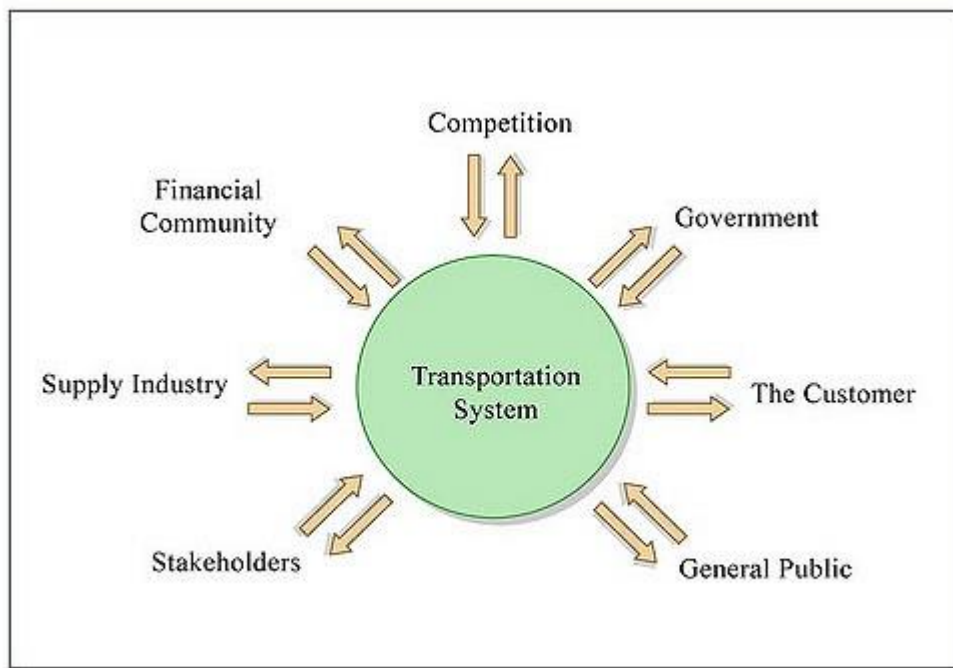 Competition
Financial
Community
Government
Supply Industry
Transportation
System
The Customer
Stakeholders
General Public